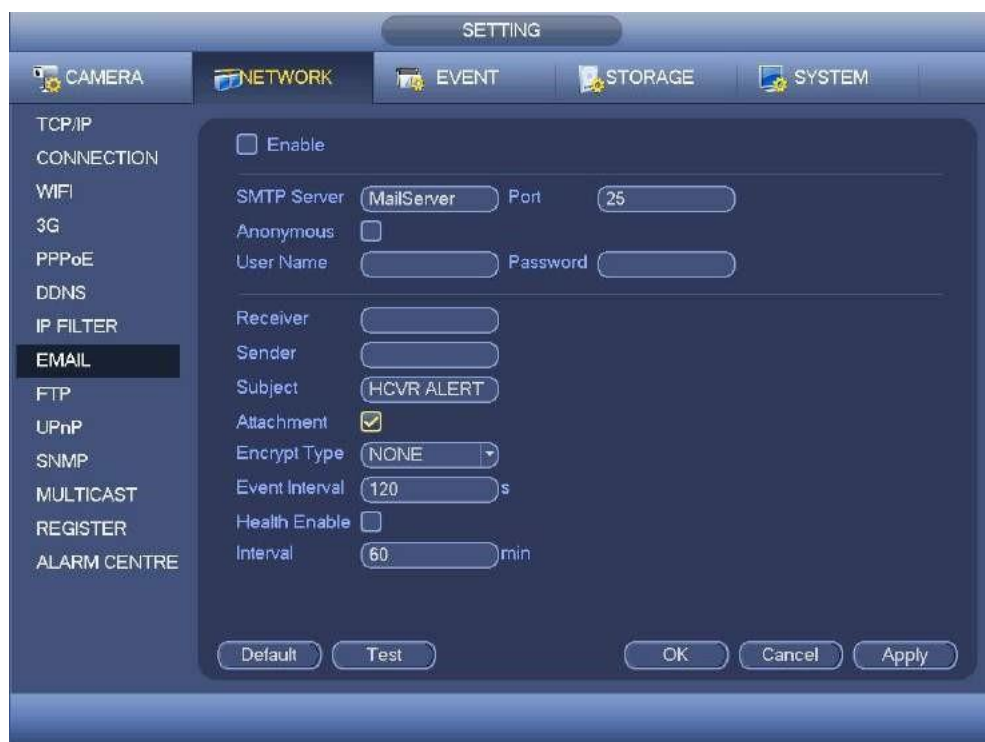 SETTING
CAMERA NETWORK EVENT STORAGE SYSTEM
TCP/IP
CONNECTION
WIFI
3G
PPPoE
DDNS
IP FILTER
EMAIL
FTP
UPnP
SNMP
MULTICAST
REGISTER
ALARM CENTRE
Enable
SMTP Server MailServer Port 25
Anonymous
User Name Password
Receiver
Sender
Subject HCVR ALERT
Attachment
Encrypt Type NONE
Event Interval 120 s
Health Enable
Interval 60 min
Default Test OK Cancel Apply